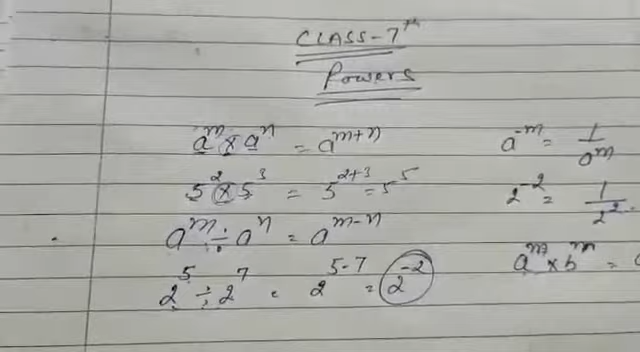 CLASS-7th
Powers
a^m × a^n = a^(m+n)
5^2 × 5^3 = 5^(2+3) = 5^5
a^m ÷ a^n = a^(m-n)
2^5 ÷ 2^7 = 2^(5-7) = 2^-2
a^-m = 1/a^m
2^-2 = 1/2^2
a^m × b^m =